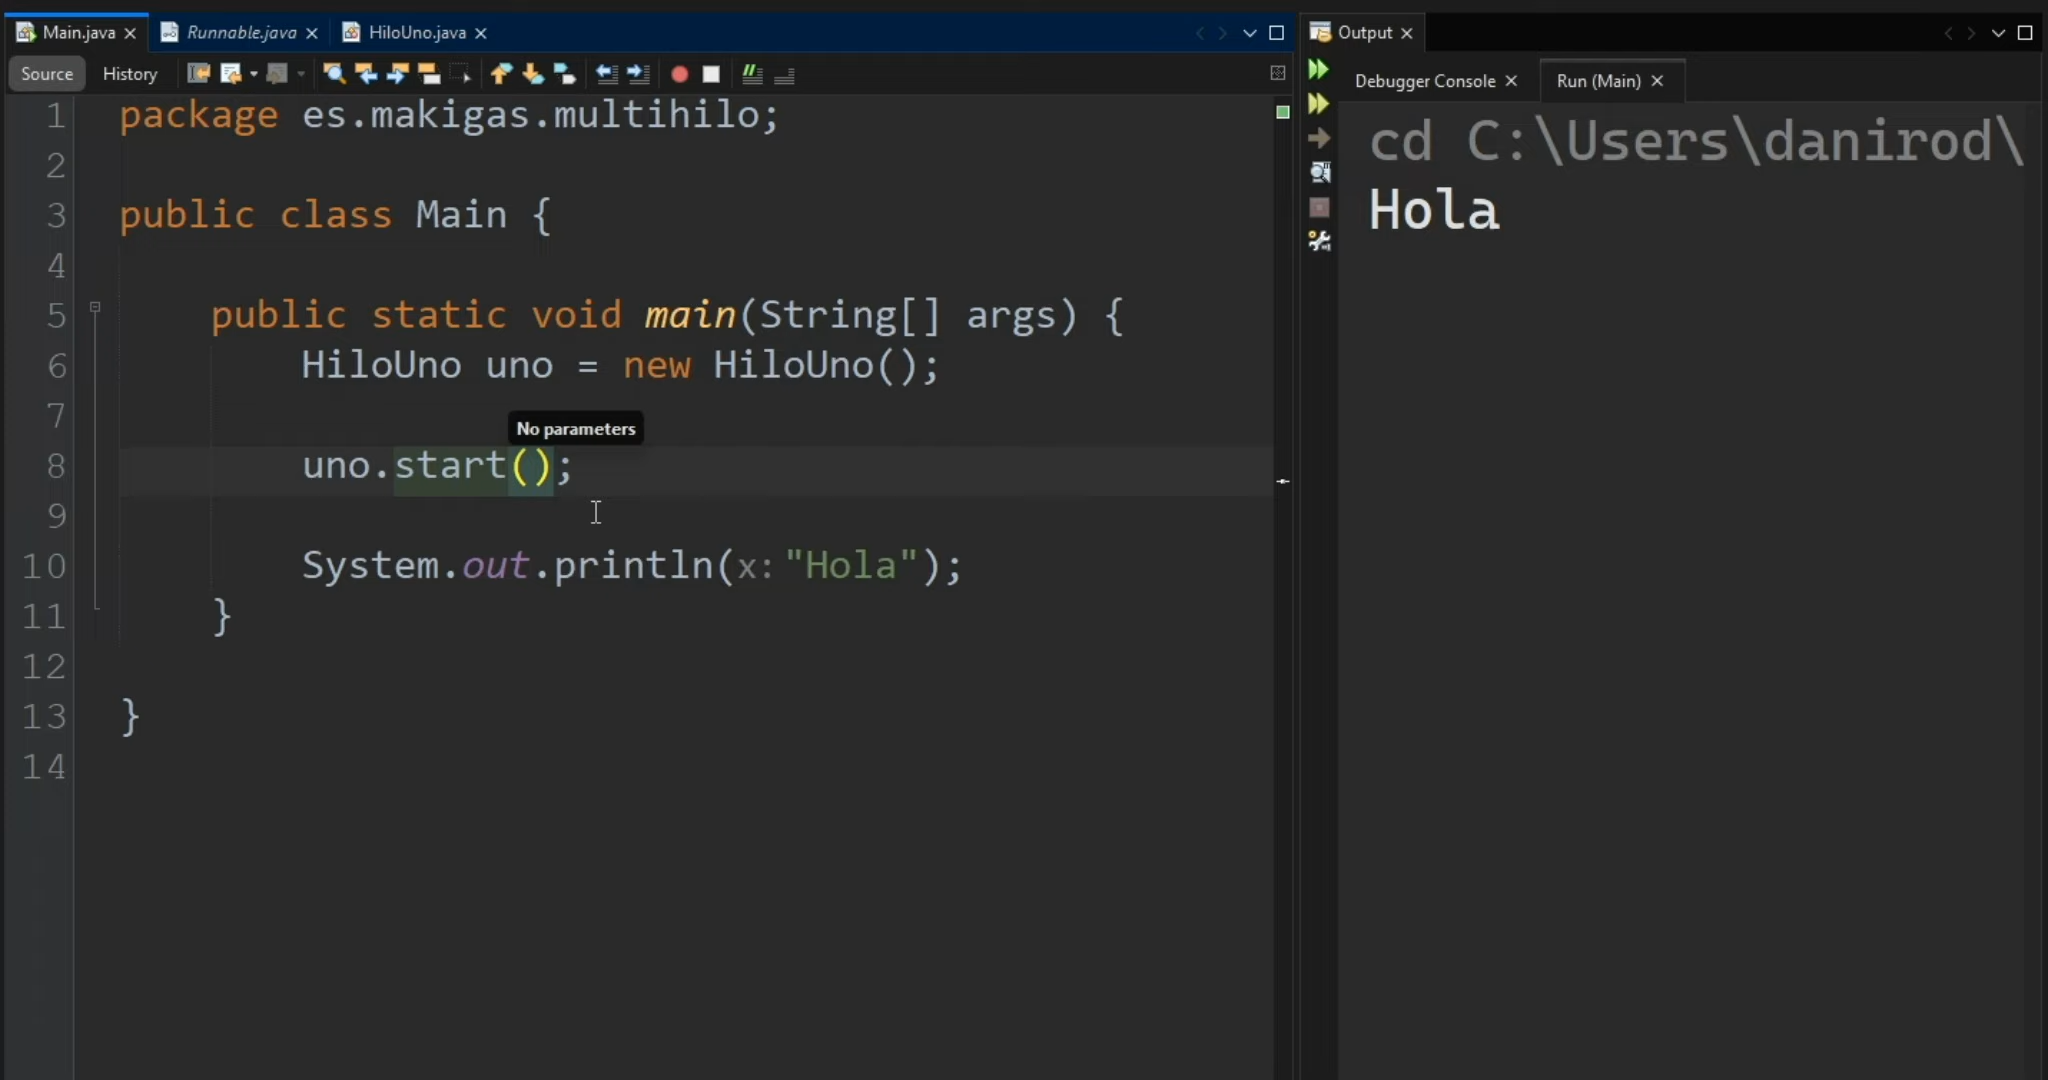 Main.java
Runnable.java
HiloUno.java
Output
Source
History
Debugger Console
Run (Main)
1 package es.makigas.multihilo;
2
3 public class Main {
4
5 public static void main(String[] args) {
6 HiloUno uno = new HiloUno();
7
No parameters
8 uno.start();
9
10 System.out.println(x: "Hola");
11 }
12
13 }
14
cd C:\Users\danirod\
Hola